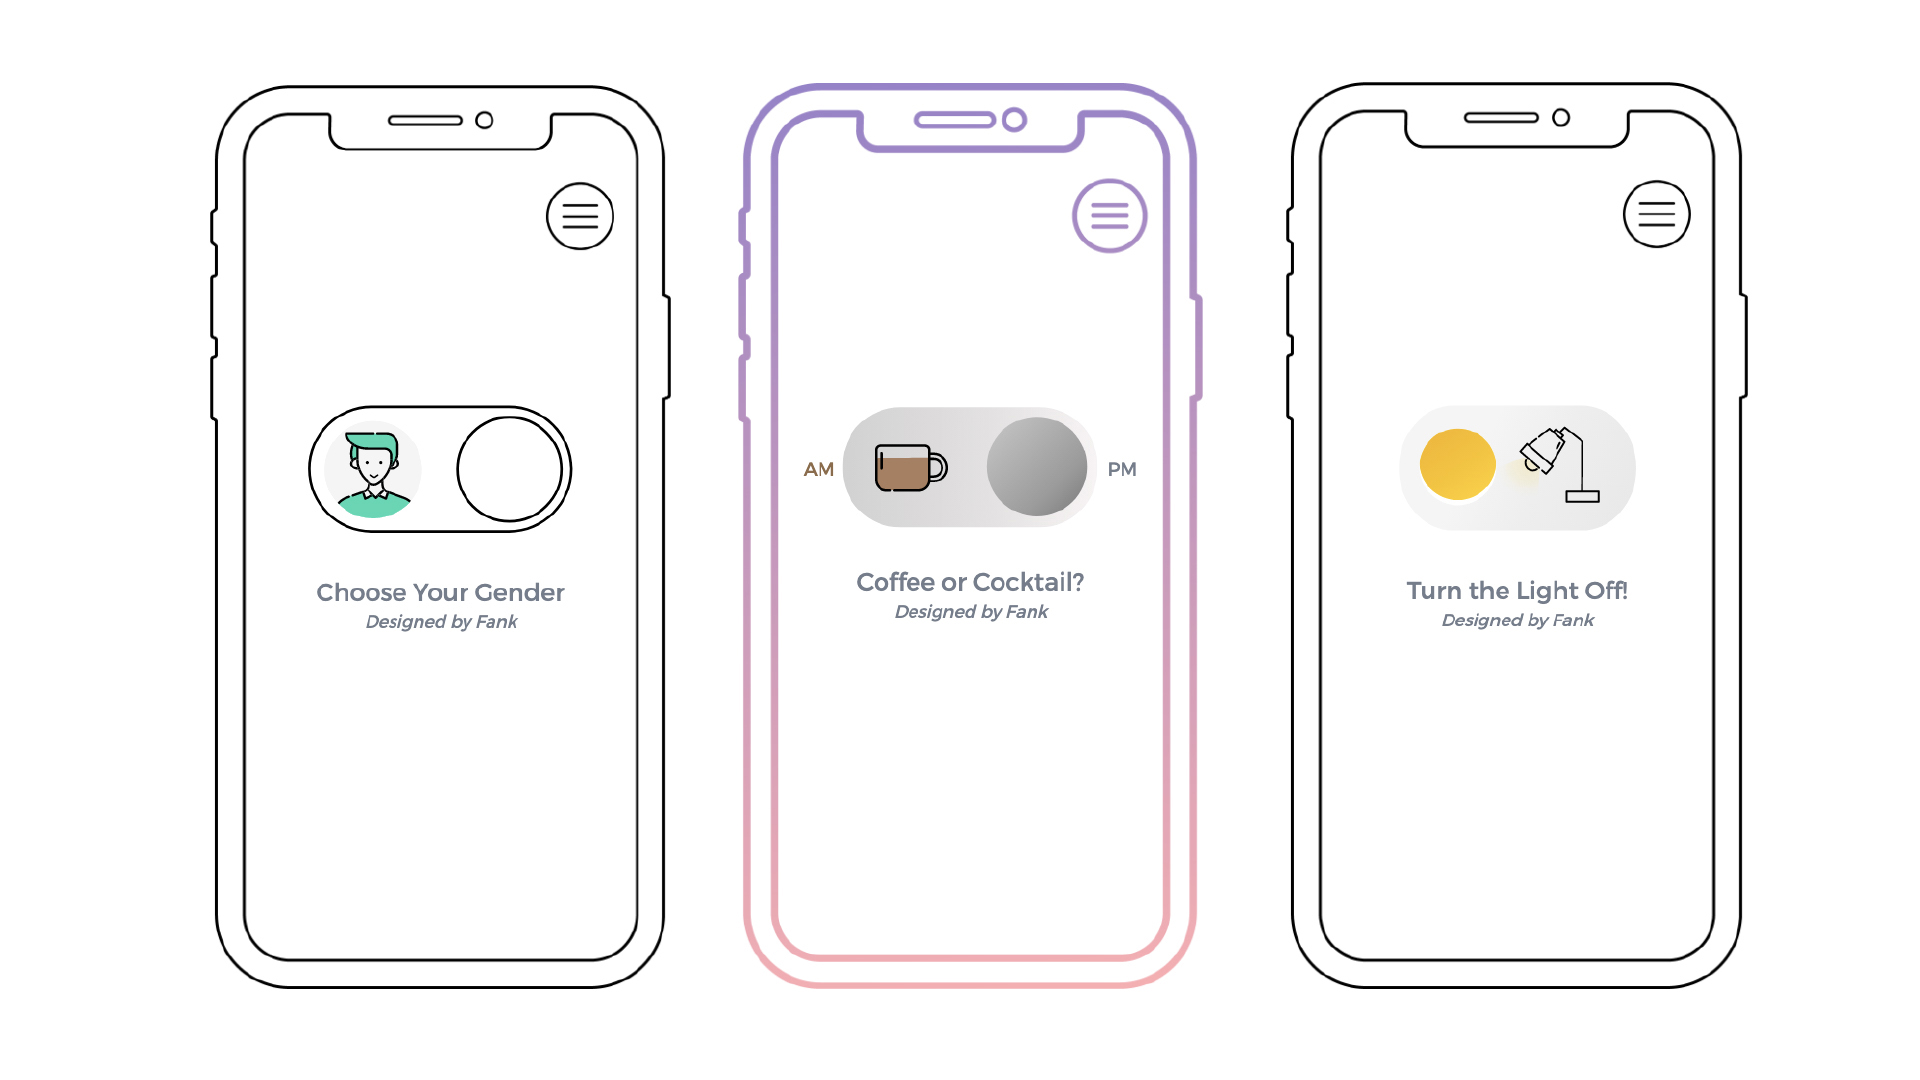 Choose Your Gender
Designed by Fank
AM
PM
Coffee or Cocktail?
Designed by Fank
Turn the Light Off!
Designed by Fank